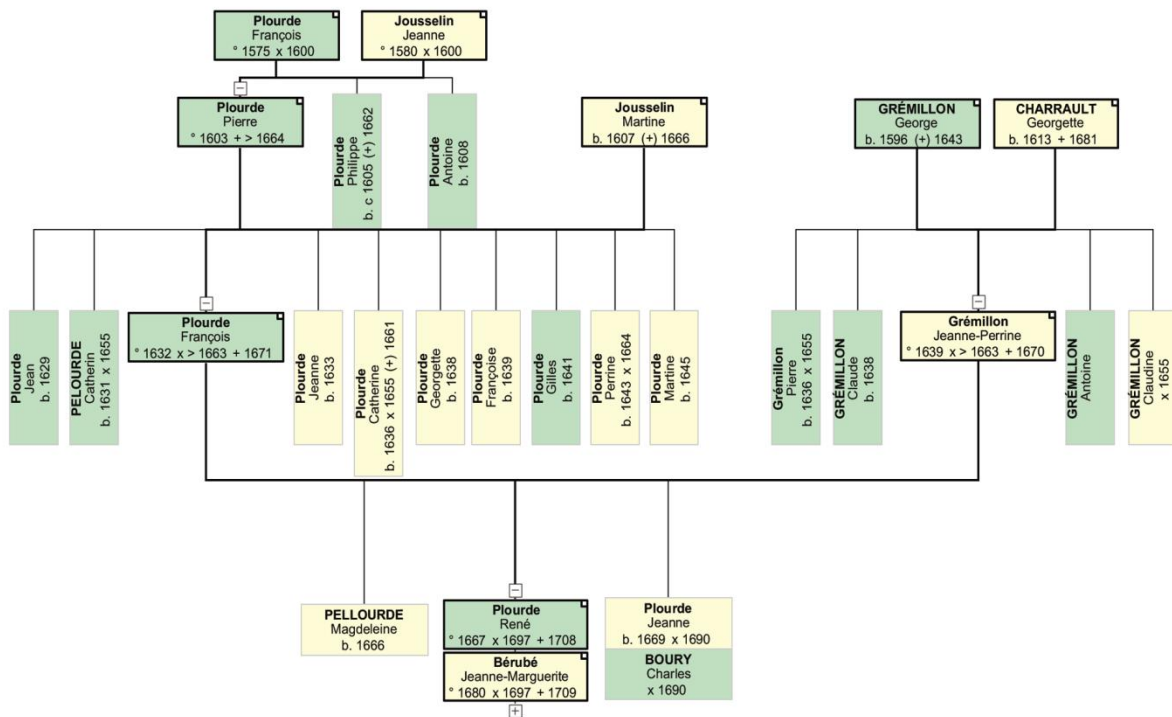 Plourde
François
° 1575 x 1600
Jousselin
Jeanne
° 1580 x 1600
Plourde
Pierre
° 1603 + > 1664
Plourde
Philippe
b. c 1605 (+) 1662
Plourde
Antoine
b. 1608
Jousselin
Martine
b. 1607 (+) 1666
GRÉMILLON
George
b. 1596 (+) 1643
CHARRAULT
Georgette
b. 1613 + 1681
Plourde
Jean
b. 1629
PELOURDE
Catherin
b. 1631 x 1655
Plourde
François
° 1632 x > 1663 + 1671
Plourde
Jeanne
b. 1633
Plourde
Catherine
b. 1636 x 1655 (+) 1661
Plourde
Georgette
b. 1638
Plourde
Françoise
b. 1639
Plourde
Gilles
b. 1641
Plourde
Perrine
b. 1643 x 1664
Plourde
Martine
b. 1645
Grémillon
Pierre
b. 1636 x 1655
GRÉMILLON
Claude
b. 1638
Grémillon
Jeanne-Perrine
° 1639 x > 1663 + 1670
GRÉMILLON
Antoine
GRÉMILLON
Claudine
x 1655
PELLOURDE
Magdeleine
b. 1666
Plourde
René
° 1667 x 1697 + 1708
Bérubé
Jeanne-Marguerite
° 1680 x 1697 + 1709
Plourde
Jeanne
b. 1669 x 1690
BOURY
Charles
x 1690